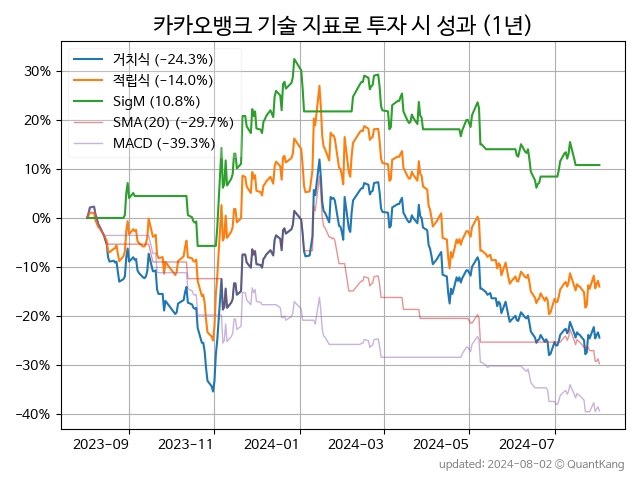 카카오뱅크 기술 지표로 투자 시 성과 (1년)
거치식 (−24.3%)
적립식 (−14.0%)
SigM (10.8%)
SMA(20) (−29.7%)
MACD (−39.3%)
30%
20%
10%
0%
−10%
−20%
−30%
−40%
2023-09 2023-11 2024-01 2024-03 2024-05 2024-07
updated: 2024-08-02 ⓒ QuantKang